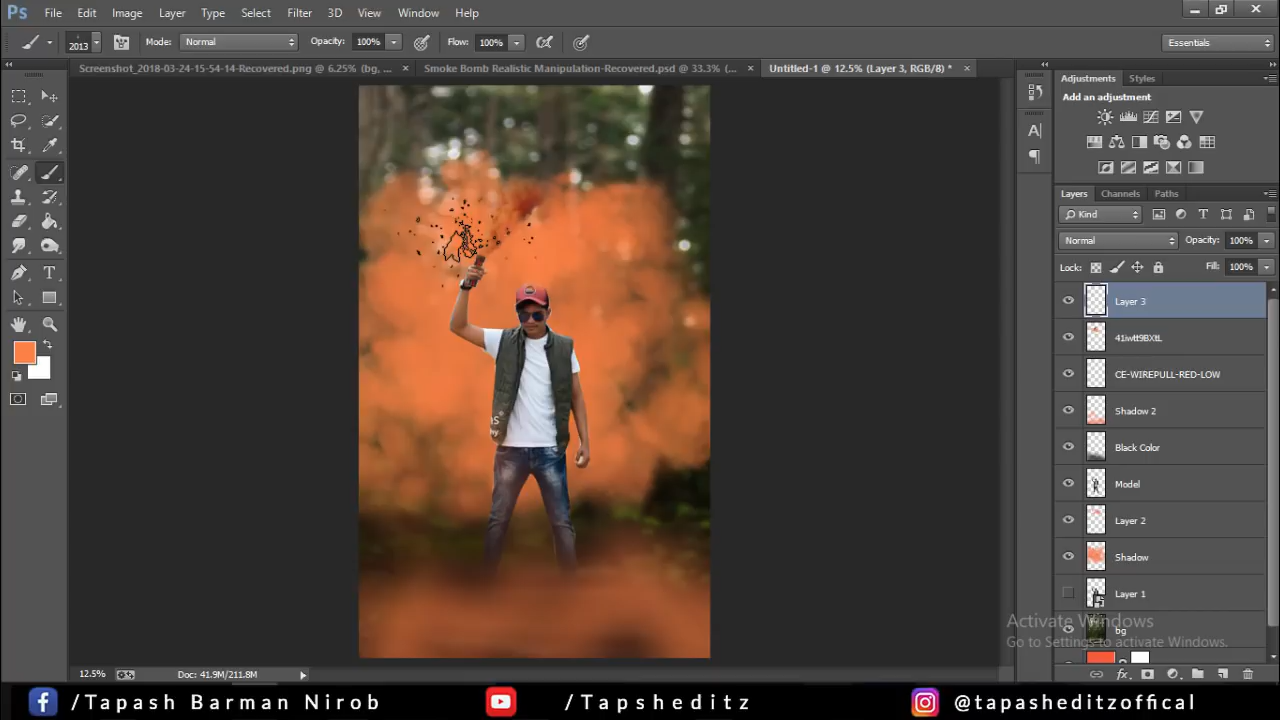 Ps File Edit Image Layer Type Select Filter 3D View Window Help
2013 Mode: Normal Opacity: 100% Flow: 100% Essentials
Screenshot_2018-03-24-15-54-14-Recovered.png @ 6.25% (bg, ... × Smoke Bomb Realistic Manipulation-Recovered.psd @ 33.3% (... × Untitled-1 @ 12.5% (Layer 3, RGB/8) * ×
Adjustments Styles
Add an adjustment
Layers Channels Paths
Kind
Normal Opacity: 100%
Lock: Fill: 100%
Layer 3
41iwtt9BXtL
CE-WIREPULL-RED-LOW
Shadow 2
Black Color
Model
Layer 2
Shadow
Layer 1
bg
Activate Windows
Go to Settings to activate Windows.
12.5% Doc: 41.9M/211.8M
/Tapash Barman Nirob /Tapsheditz @tapasheditzoffical